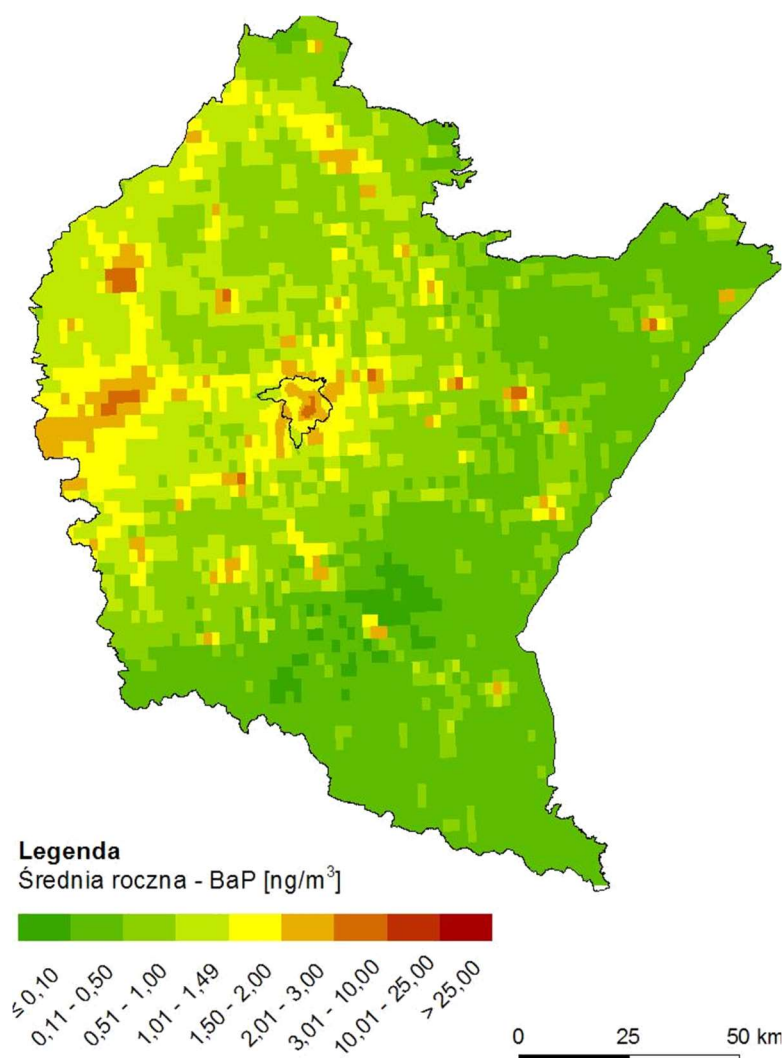 Legenda
Średnia roczna - BaP [ng/m³]
≤ 0,10
0,11 - 0,50
0,51 - 1,00
1,01 - 1,49
1,50 - 2,00
2,01 - 3,00
3,01 - 10,00
10,01 - 25,00
> 25,00
0 25 50 km